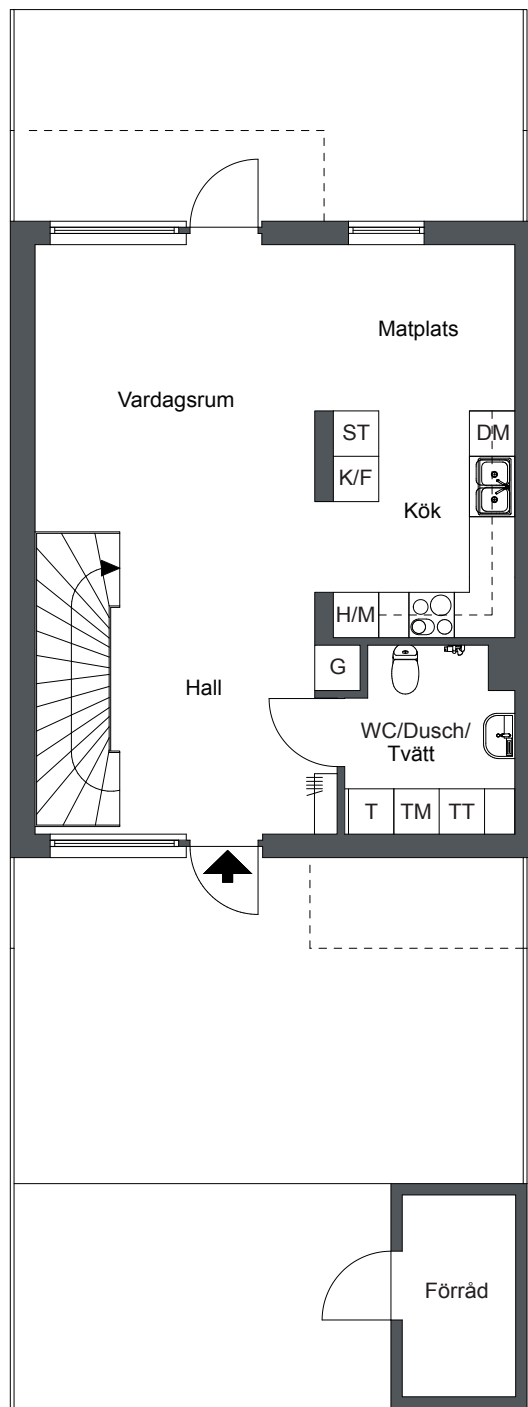 Matplats
Vardagsrum
ST
DM
K/F
Kök
H/M
G
Hall
WC/Dusch/
Tvätt
T
TM
TT
Förråd